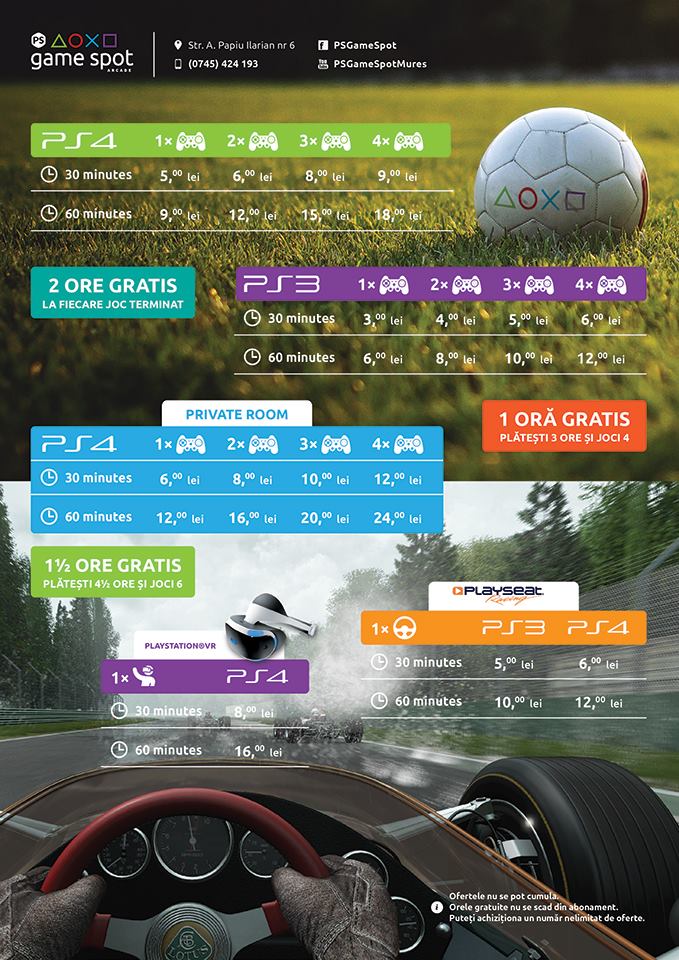 PS
game spot
ARCADE
Str. A. Papiu Ilarian nr 6
(0745) 424 193
f PSGameSpot
You Tube PSGameSpotMures
PS4 1× 2× 3× 4×
30 minutes 5,00 lei 6,00 lei 8,00 lei 9,00 lei
60 minutes 9,00 lei 12,00 lei 15,00 lei 18,00 lei
2 ORE GRATIS
LA FIECARE JOC TERMINAT
PS3 1× 2× 3× 4×
30 minutes 3,00 lei 4,00 lei 5,00 lei 6,00 lei
60 minutes 6,00 lei 8,00 lei 10,00 lei 12,00 lei
PRIVATE ROOM
PS4 1× 2× 3× 4×
30 minutes 6,00 lei 8,00 lei 10,00 lei 12,00 lei
60 minutes 12,00 lei 16,00 lei 20,00 lei 24,00 lei
1 ORĂ GRATIS
PLĂTEȘTI 3 ORE ȘI JOCI 4
1½ ORE GRATIS
PLĂTEȘTI 4½ ORE ȘI JOCI 6
PLAYSEAT
Racing
1× PS3 PS4
30 minutes 5,00 lei 6,00 lei
60 minutes 10,00 lei 12,00 lei
PLAYSTATION®VR
1× PS4
30 minutes 8,00 lei
60 minutes 16,00 lei
LOTUS
Ofertele nu se pot cumula.
Orele gratuite nu se scad din abonament.
Puteți achiziționa un număr nelimitat de oferte.